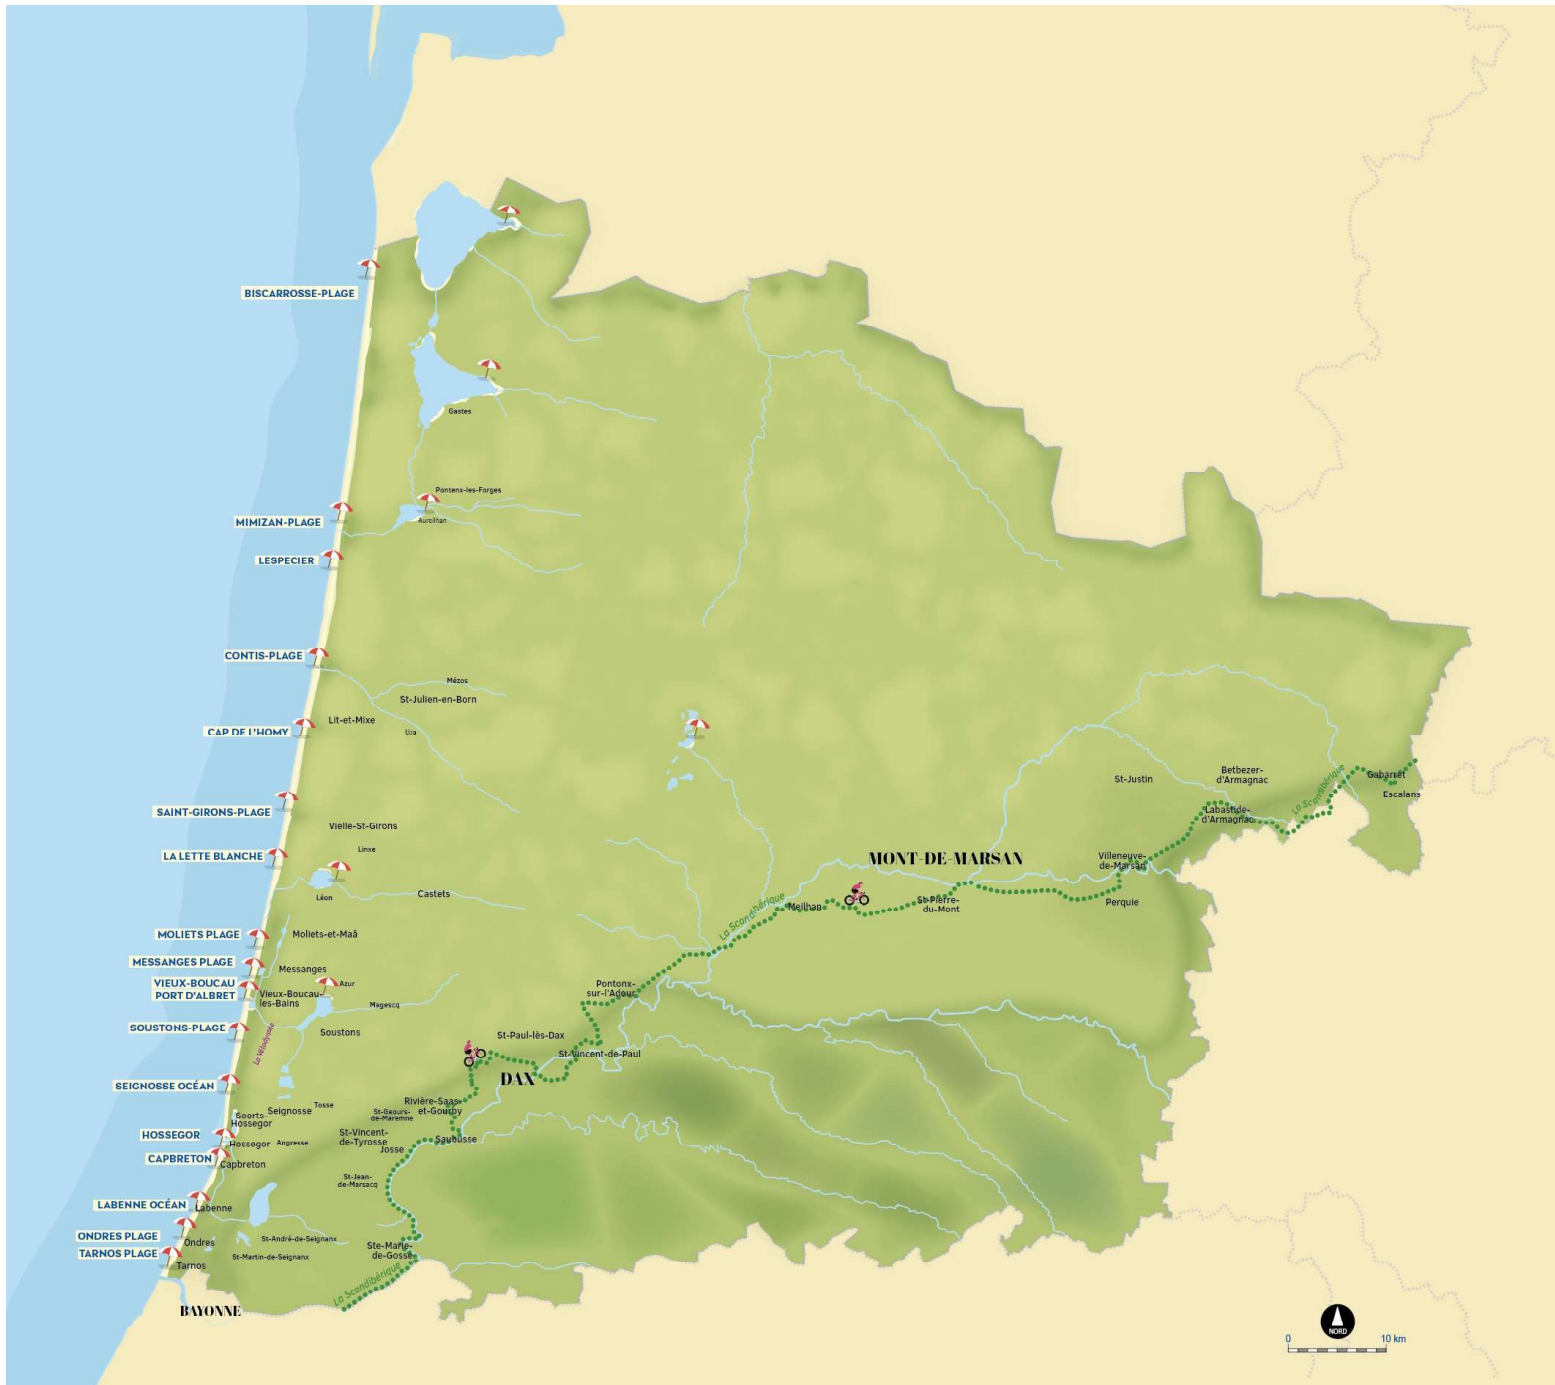 BISCARROSSE-PLAGE
Gastes
Pontenx-les-Forges
MIMIZAN-PLAGE
Aureilhan
LESPECIER
CONTIS-PLAGE
Mézos
St-Julien-en-Born
Lit-et-Mixe
CAP DE L'HOMY
Uza
SAINT-GIRONS-PLAGE
Vielle-St-Girons
LA LETTE BLANCHE
Linxe
Léon
Castets
MOLIETS PLAGE
Moliets-et-Maâ
MESSANGES PLAGE
Messanges
VIEUX-BOUCAU
PORT D'ALBRET
Vieux-Boucau-
les-Bains
Azur
Magescq
SOUSTONS-PLAGE
Soustons
La Vélodyssée
SEIGNOSSE OCÉAN
Seignosse
Tosse
Soorts-
Hossegor
HOSSEGOR
Hossegor
Angresse
CAPBRETON
Capbreton
LABENNE OCÉAN
Labenne
ONDRES PLAGE
Ondres
TARNOS PLAGE
Tarnos
St-André-de-Seignanx
St-Martin-de-Seignanx
BAYONNE
La Scandibérique
Ste-Marie-
de-Gosse
St-Jean-
de-Marsacq
Josse
St-Vincent-
de-Tyrosse
St-Geours-
de-Maremne
Saubusse
Rivière-Saas-
et-Gourby
DAX
St-Paul-lès-Dax
St-Vincent-de-Paul
Pontonx-
sur-l'Adour
La Scandibérique
Meilhan
MONT-DE-MARSAN
St-Pierre-
du-Mont
Perquie
Villeneuve-
de-Marsan
St-Justin
Betbezer-
d'Armagnac
Labastide-
d'Armagnac
La Scandibérique
Gabarret
Escalans
NORD
0 10 km